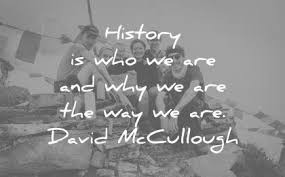 History
is who we are
and why we are
the way we are.
David McCullough